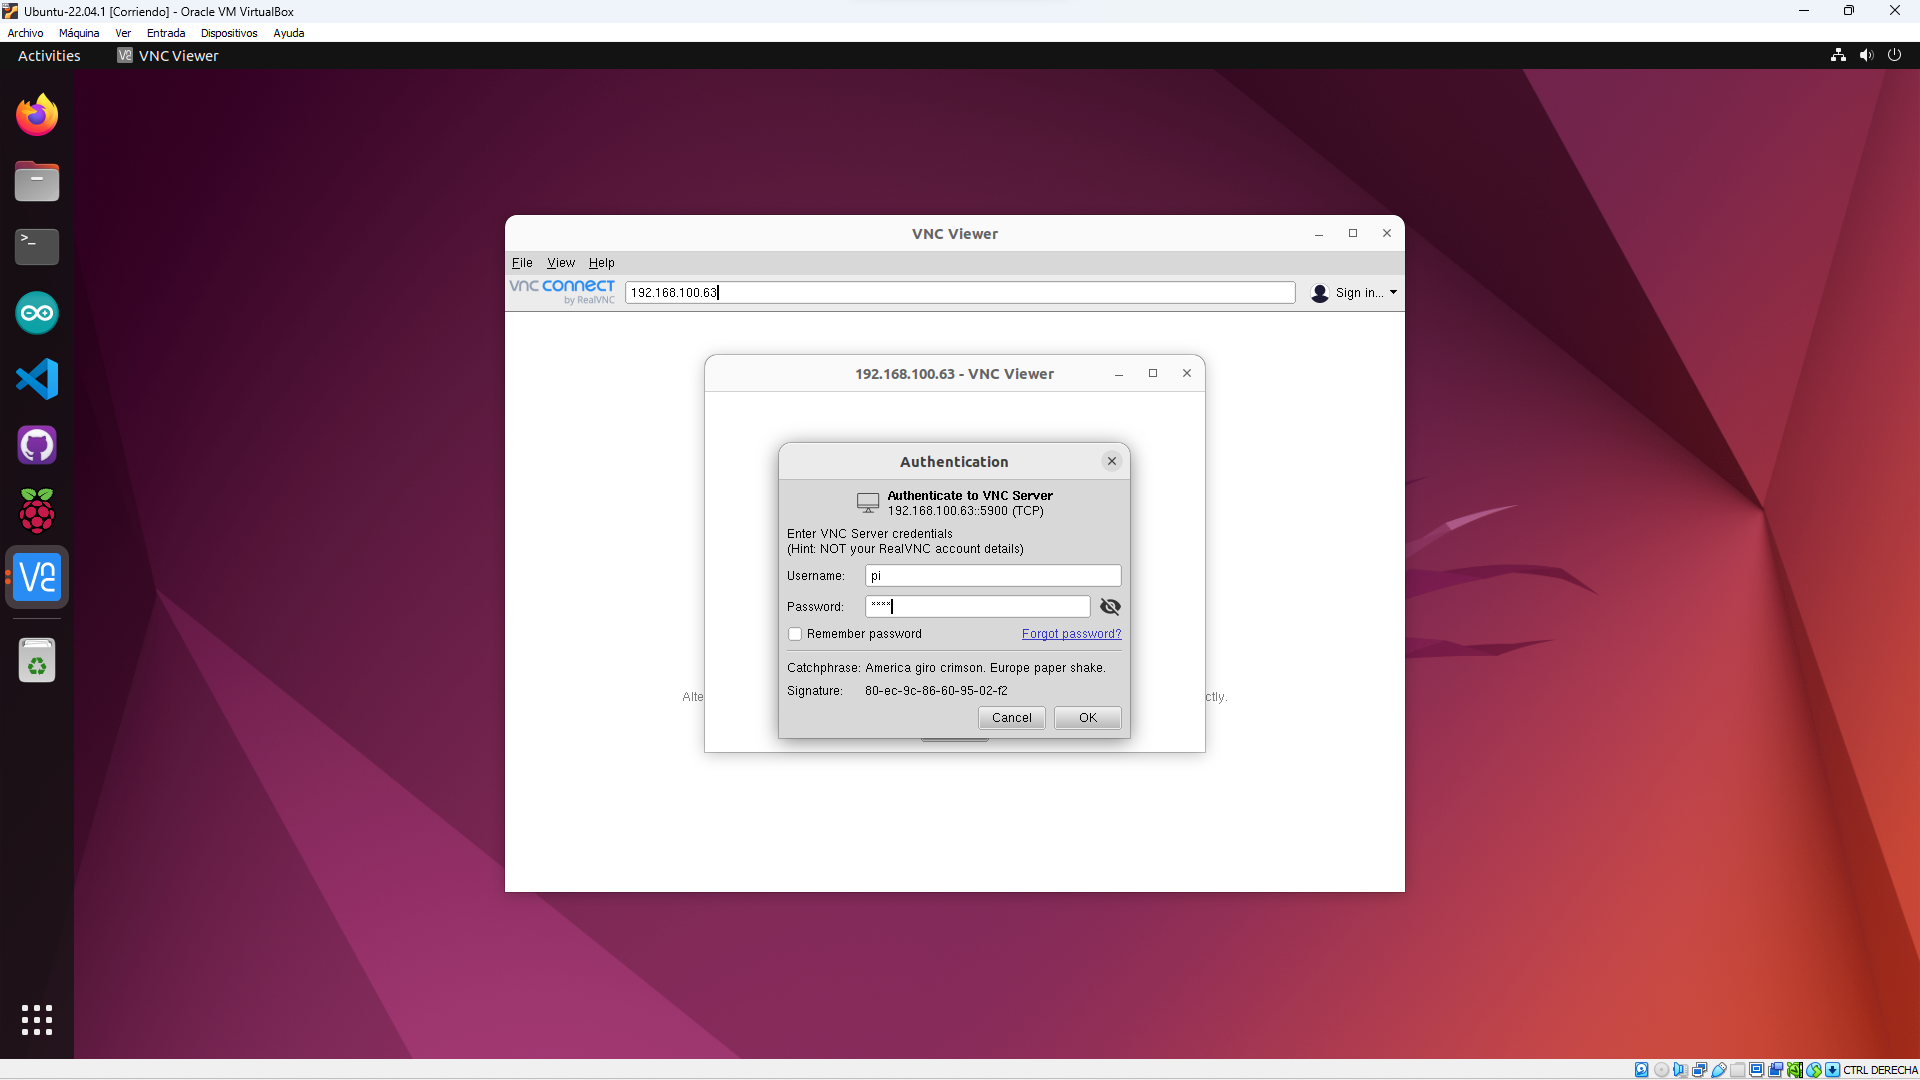 Ubuntu-22.04.1 [Corriendo] - Oracle VM VirtualBox
Archivo Máquina Ver Entrada Dispositivos Ayuda
Activities VNC Viewer
VNC Viewer
File View Help
vnc connect
by RealVNC
192.168.100.63
Sign in...
192.168.100.63 - VNC Viewer
Authentication
Authenticate to VNC Server
192.168.100.63::5900 (TCP)
Enter VNC Server credentials
(Hint: NOT your RealVNC account details)
Username: pi
Password: ****
Remember password Forgot password?
Catchphrase: America giro crimson. Europe paper shake.
Signature: 80-ec-9c-86-60-95-02-f2
Alte ctly.
Cancel OK
CTRL DERECHA